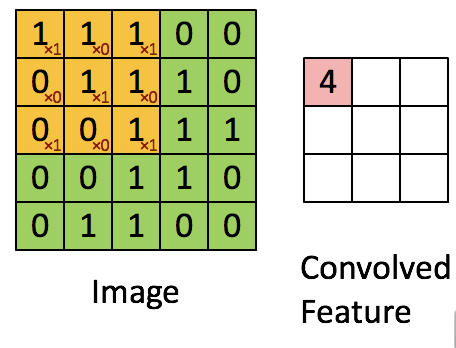 1×1 1×0 1×1 0 0
0×0 1×1 1×0 1 0
0×1 0×0 1×1 1 1
0 0 1 1 0
0 1 1 0 0
Image
4
Convolved
Feature